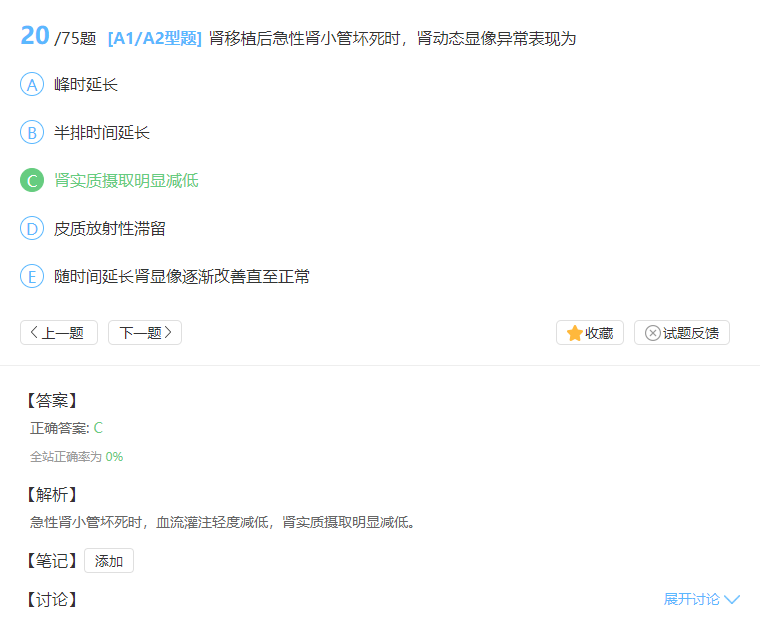 20 /75题 [A1/A2型题] 肾移植后急性肾小管坏死时，肾动态显像异常表现为
A 峰时延长
B 半排时间延长
C 肾实质摄取明显减低
D 皮质放射性滞留
E 随时间延长肾显像逐渐改善直至正常
上一题 下一题 收藏 试题反馈
【答案】
正确答案: C
全站正确率为 0%
【解析】
急性肾小管坏死时，血流灌注轻度减低，肾实质摄取明显减低。
【笔记】 添加
【讨论】 展开讨论